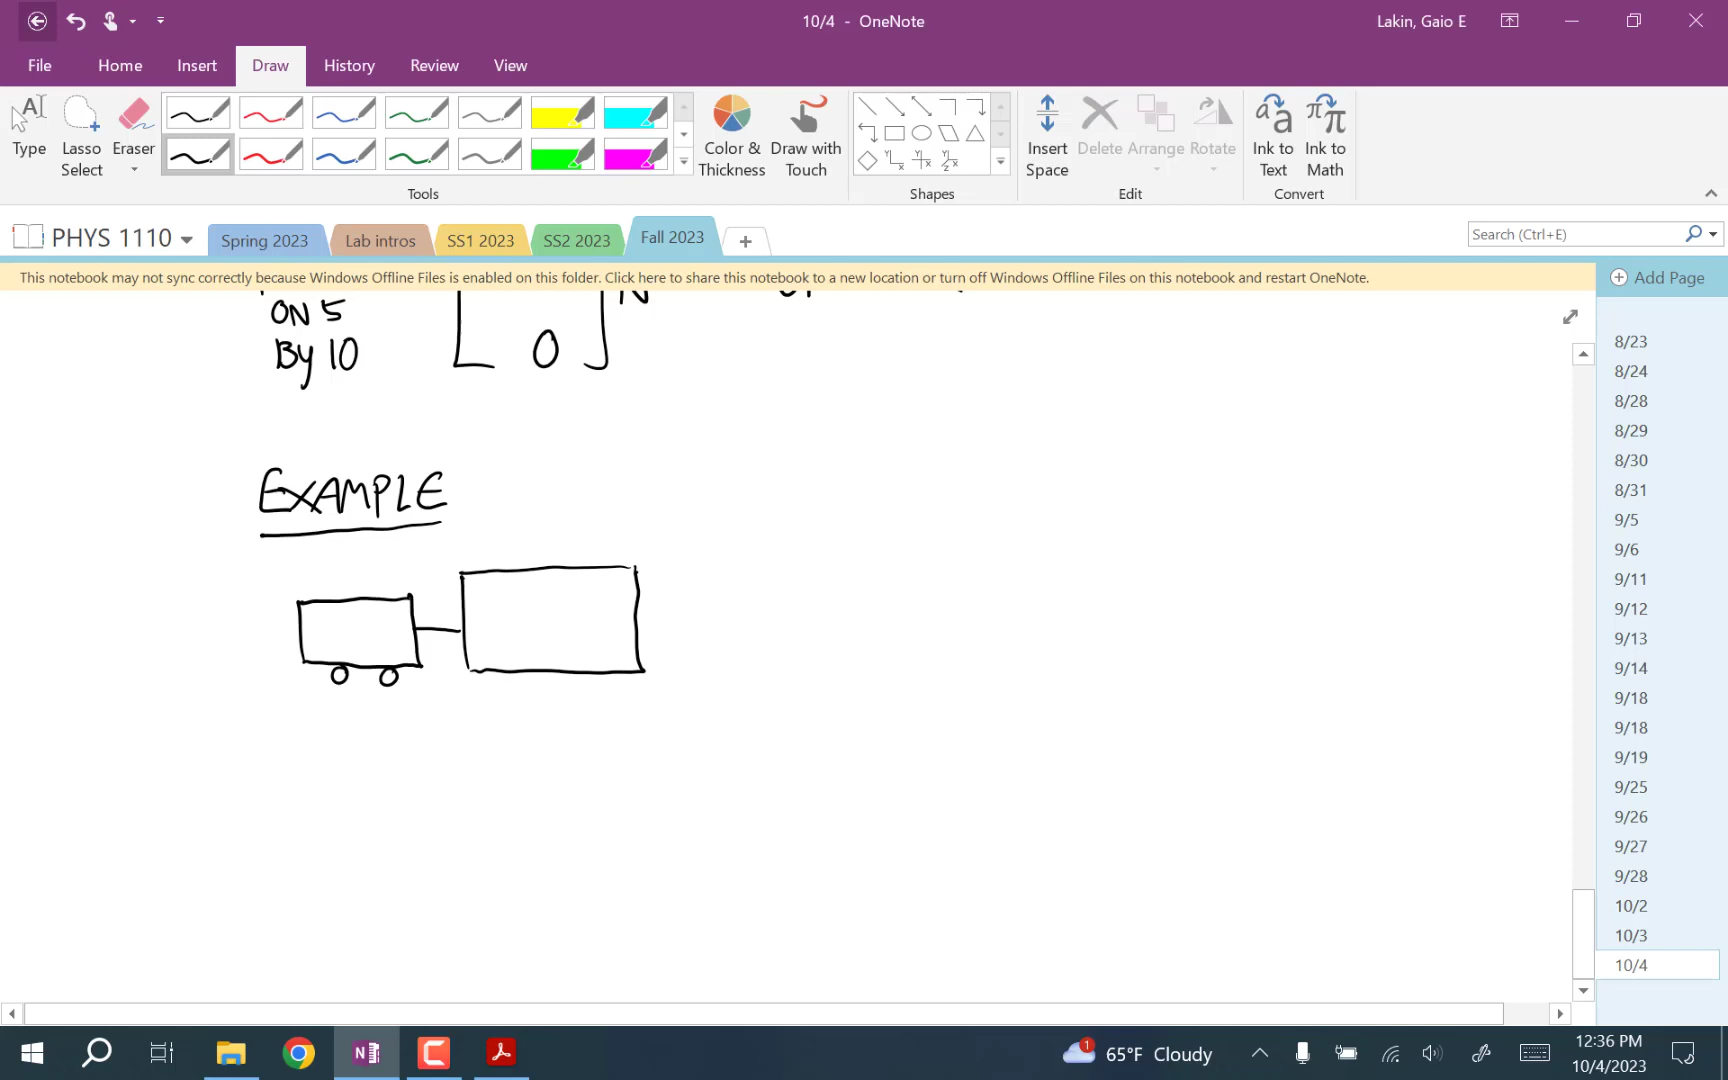 10/4 - OneNote
Lakin, Gaio E
File
Home
Insert
Draw
History
Review
View
Type
Lasso
Select
Eraser
Color &
Thickness
Draw with
Touch
Insert
Space
Delete
Arrange
Rotate
Ink to
Text
Ink to
Math
Tools
Shapes
Edit
Convert
PHYS 1110
Spring 2023
Lab intros
SS1 2023
SS2 2023
Fall 2023
Search (Ctrl+E)
This notebook may not sync correctly because Windows Offline Files is enabled on this folder. Click here to share this notebook to a new location or turn off Windows Offline Files on this notebook and restart OneNote.
Add Page
ON 5
By 10
0
N
EXAMPLE
8/23
8/24
8/28
8/29
8/30
8/31
9/5
9/6
9/11
9/12
9/13
9/14
9/18
9/18
9/19
9/25
9/26
9/27
9/28
10/2
10/3
10/4
1
65°F Cloudy
12:36 PM
10/4/2023